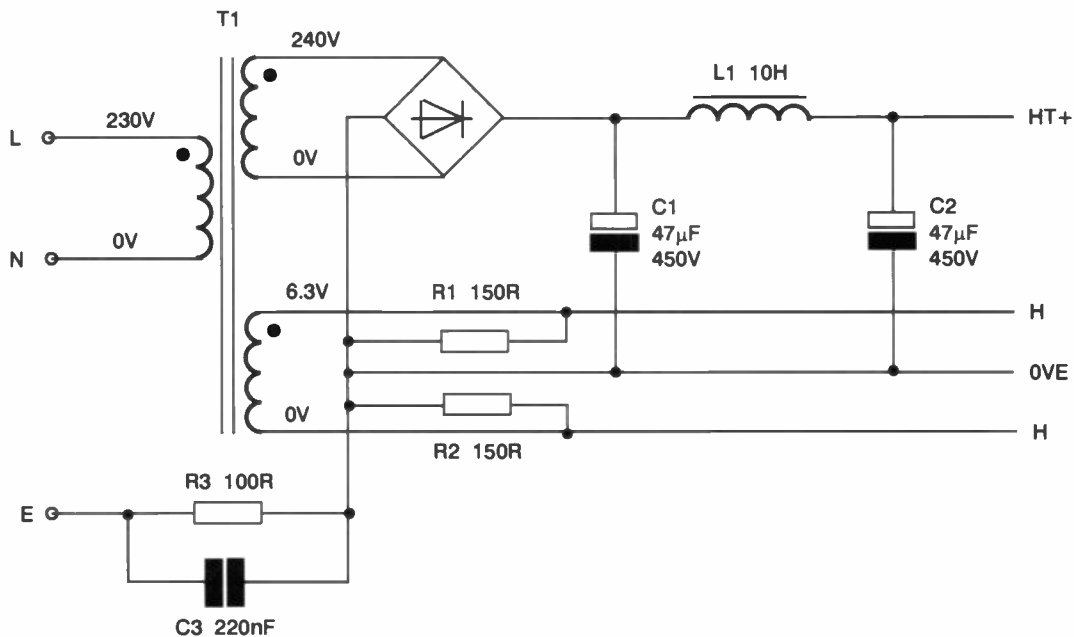 T1
240V
L1 10H
L
230V
HT+
0V
C1
47µF
450V
C2
47µF
450V
N
0V
6.3V
R1 150R
H
0VE
0V
R2 150R
H
R3 100R
E
C3 220nF